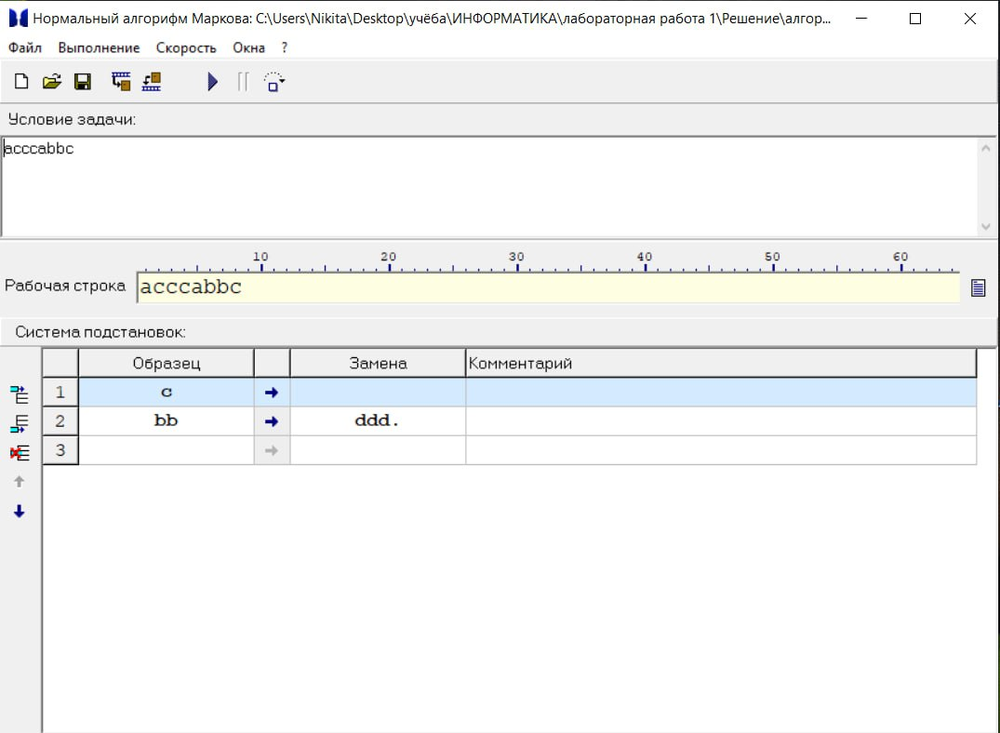 Нормальный алгорифм Маркова: C:\Users\Nikita\Desktop\учёба\ИНФОРМАТИКА\лабораторная работа 1\Решение\алгор...
Файл Выполнение Скорость Окна ?
Условие задачи:
acccabbc
10 20 30 40 50 60
Рабочая строка acccabbc
Система подстановок:
Образец Замена Комментарий
1 c →
2 bb → ddd.
3 →